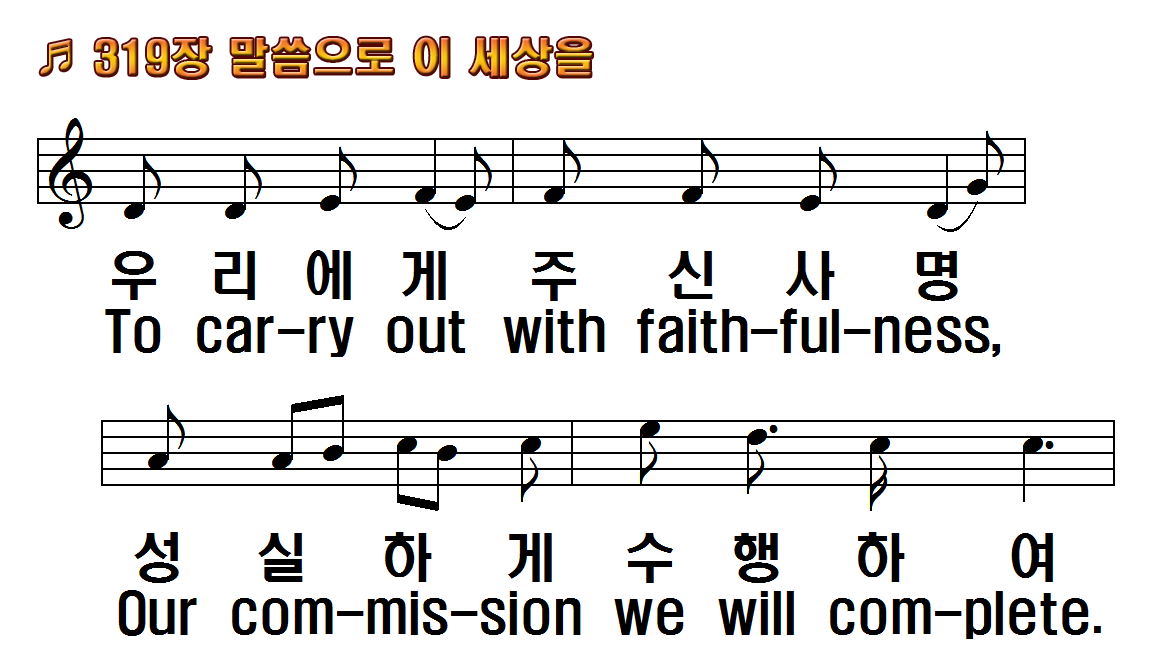 ♬ 319장 말씀으로 이 세상을
우 리 에 게 주 신 사 명
To car-ry out with faith-ful-ness,
성 실 하 게 수 행 하 여
Our com-mis-sion we will com-plete.